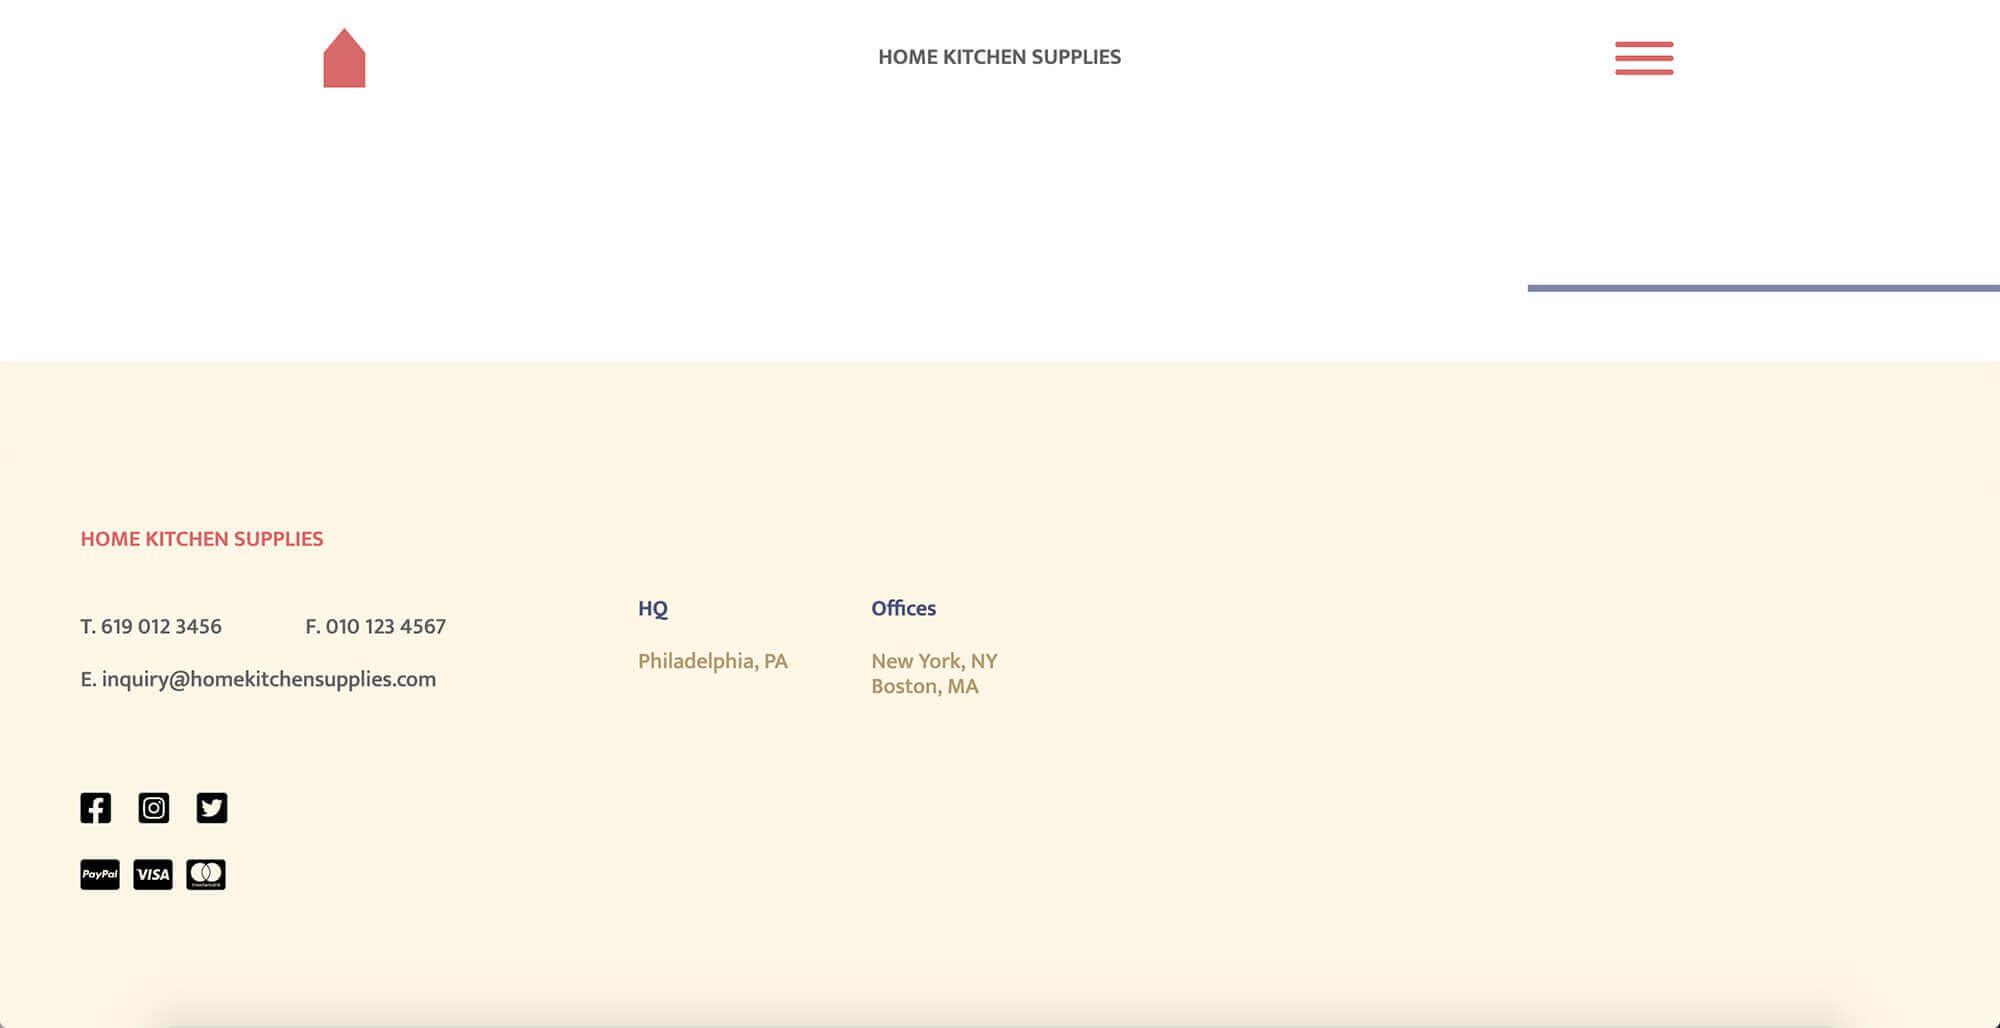 HOME KITCHEN SUPPLIES
HOME KITCHEN SUPPLIES
T. 619 012 3456
F. 010 123 4567
E. inquiry@homekitchensupplies.com
HQ
Philadelphia, PA
Offices
New York, NY
Boston, MA
PayPal
VISA